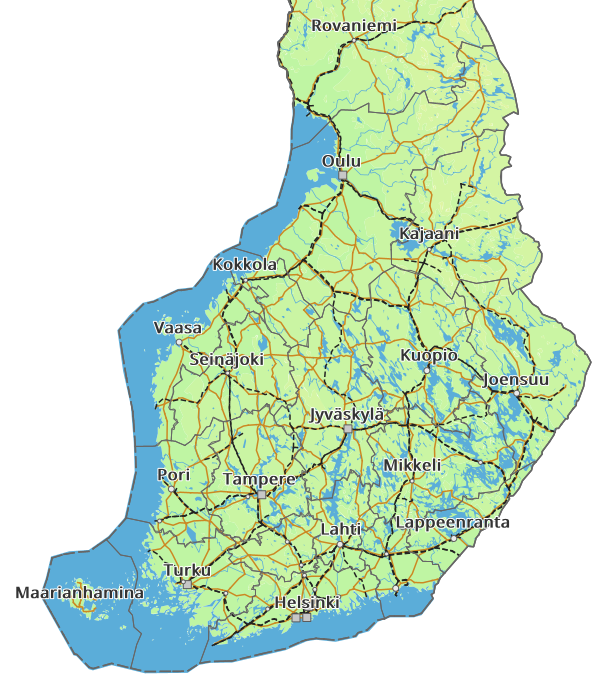 Rovaniemi
Oulu
Kajaani
Kokkola
Vaasa
Seinäjoki
Kuopio
Joensuu
Jyväskylä
Mikkeli
Pori
Tampere
Lappeenranta
Lahti
Turku
Maarianhamina
Helsinki